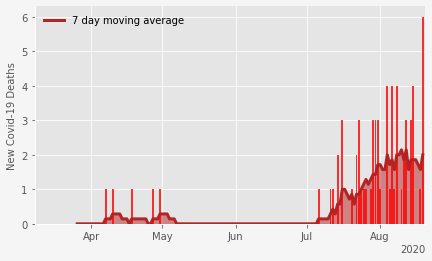 7 day moving average
New Covid-19 Deaths
6
5
4
3
2
1
0
Apr
May
Jun
Jul
Aug
2020